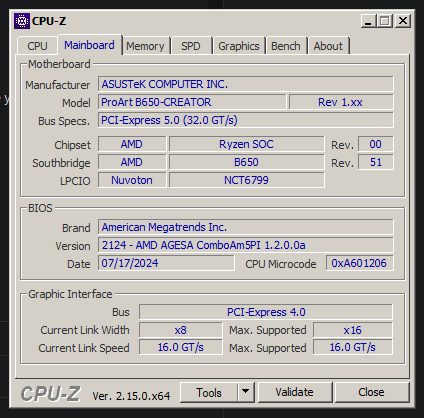 CPU-Z
CPU Mainboard Memory SPD Graphics Bench About
Motherboard
Manufacturer ASUSTeK COMPUTER INC.
Model ProArt B650-CREATOR Rev 1.xx
Bus Specs. PCI-Express 5.0 (32.0 GT/s)
Chipset AMD Ryzen SOC Rev. 00
Southbridge AMD B650 Rev. 51
LPCIO Nuvoton NCT6799
BIOS
Brand American Megatrends Inc.
Version 2124 - AMD AGESA ComboAm5PI 1.2.0.0a
Date 07/17/2024 CPU Microcode 0xA601206
Graphic Interface
Bus PCI-Express 4.0
Current Link Width x8 Max. Supported x16
Current Link Speed 16.0 GT/s Max. Supported 16.0 GT/s
CPU-Z Ver. 2.15.0.x64 Tools Validate Close